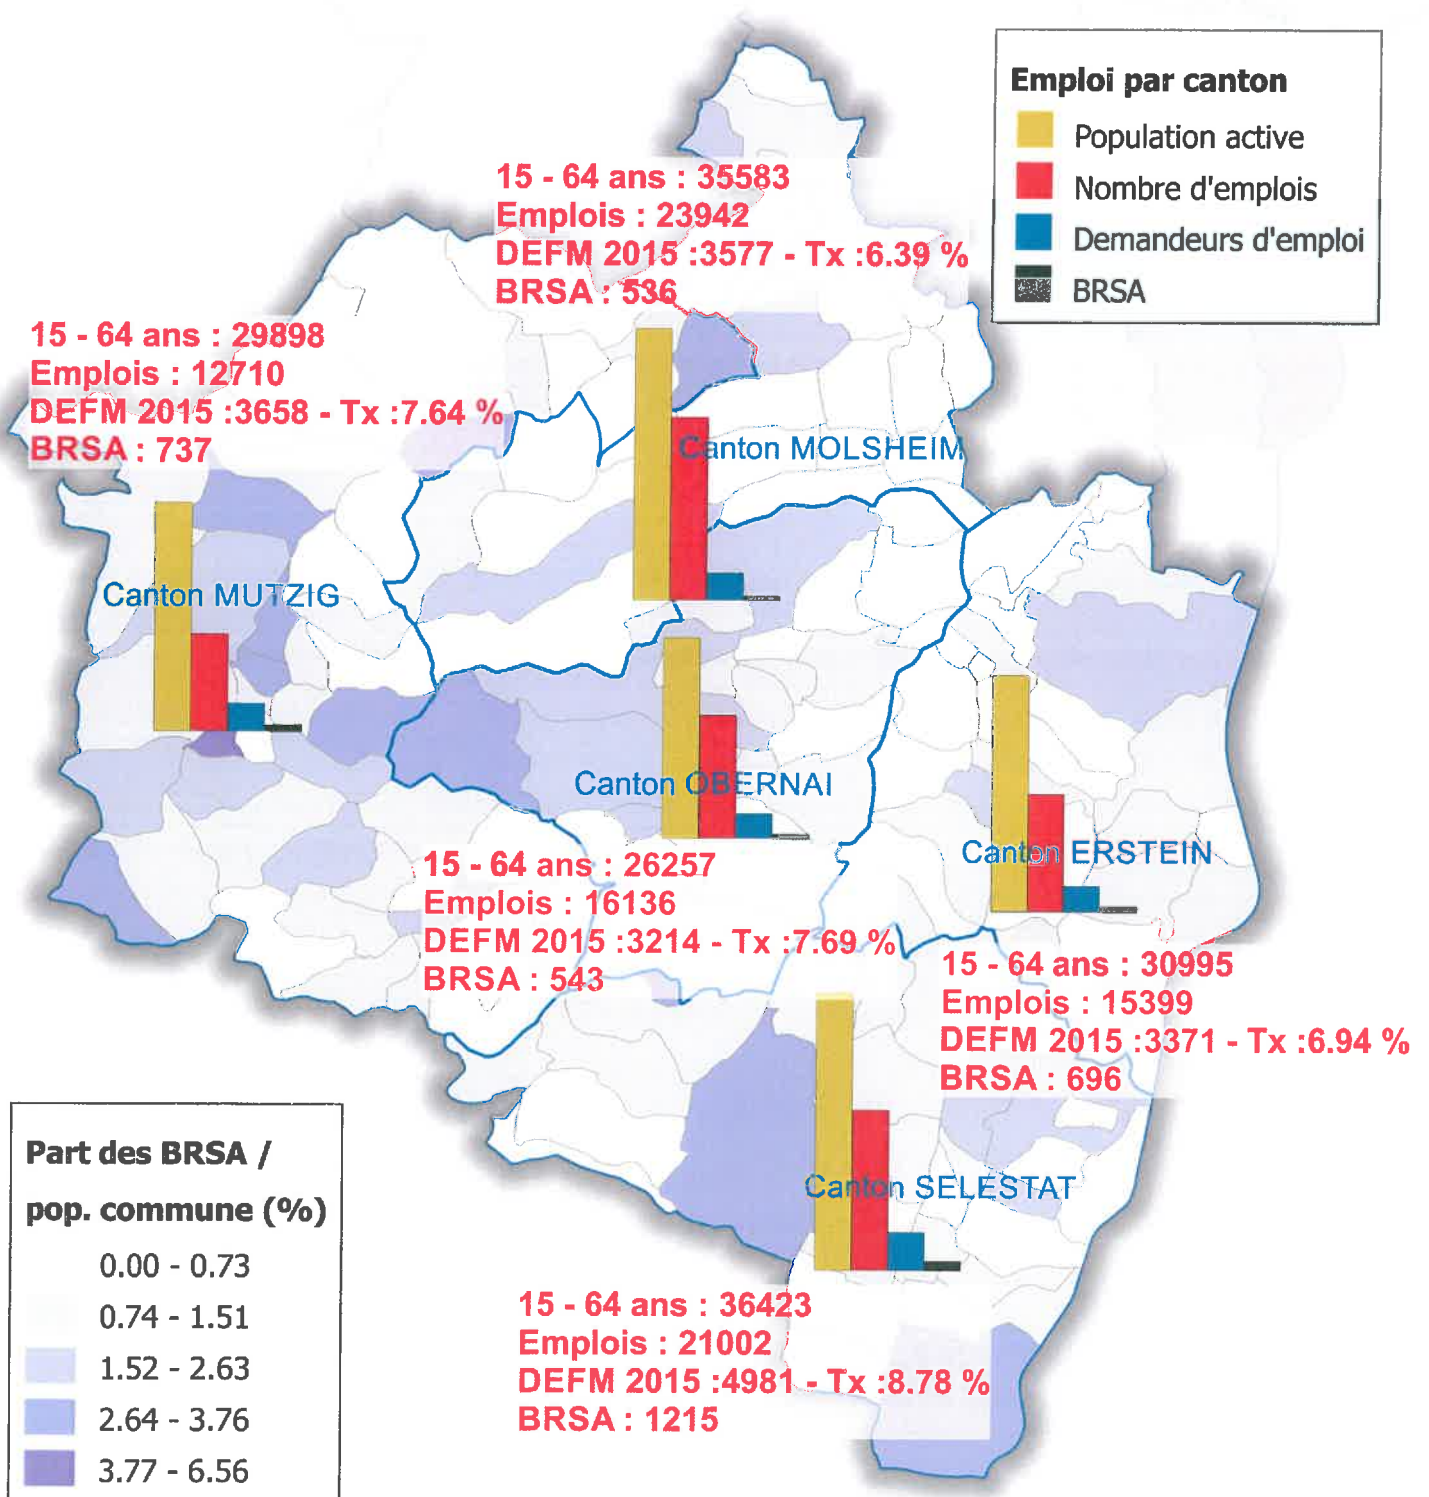 Emploi par canton
Population active
Nombre d'emplois
Demandeurs d'emploi
BRSA
15 - 64 ans : 35583
Emplois : 23942
DEFM 2015 :3577 - Tx :6.39 %
BRSA : 536
15 - 64 ans : 29898
Emplois : 12710
DEFM 2015 :3658 - Tx :7.64 %
BRSA : 737
Canton MOLSHEIM
Canton MUTZIG
Canton OBERNAI
Canton ERSTEIN
15 - 64 ans : 26257
Emplois : 16136
DEFM 2015 :3214 - Tx :7.69 %
BRSA : 543
15 - 64 ans : 30995
Emplois : 15399
DEFM 2015 :3371 - Tx :6.94 %
BRSA : 696
Canton SELESTAT
15 - 64 ans : 36423
Emplois : 21002
DEFM 2015 :4981 - Tx :8.78 %
BRSA : 1215
Part des BRSA /
pop. commune (%)
0.00 - 0.73
0.74 - 1.51
1.52 - 2.63
2.64 - 3.76
3.77 - 6.56